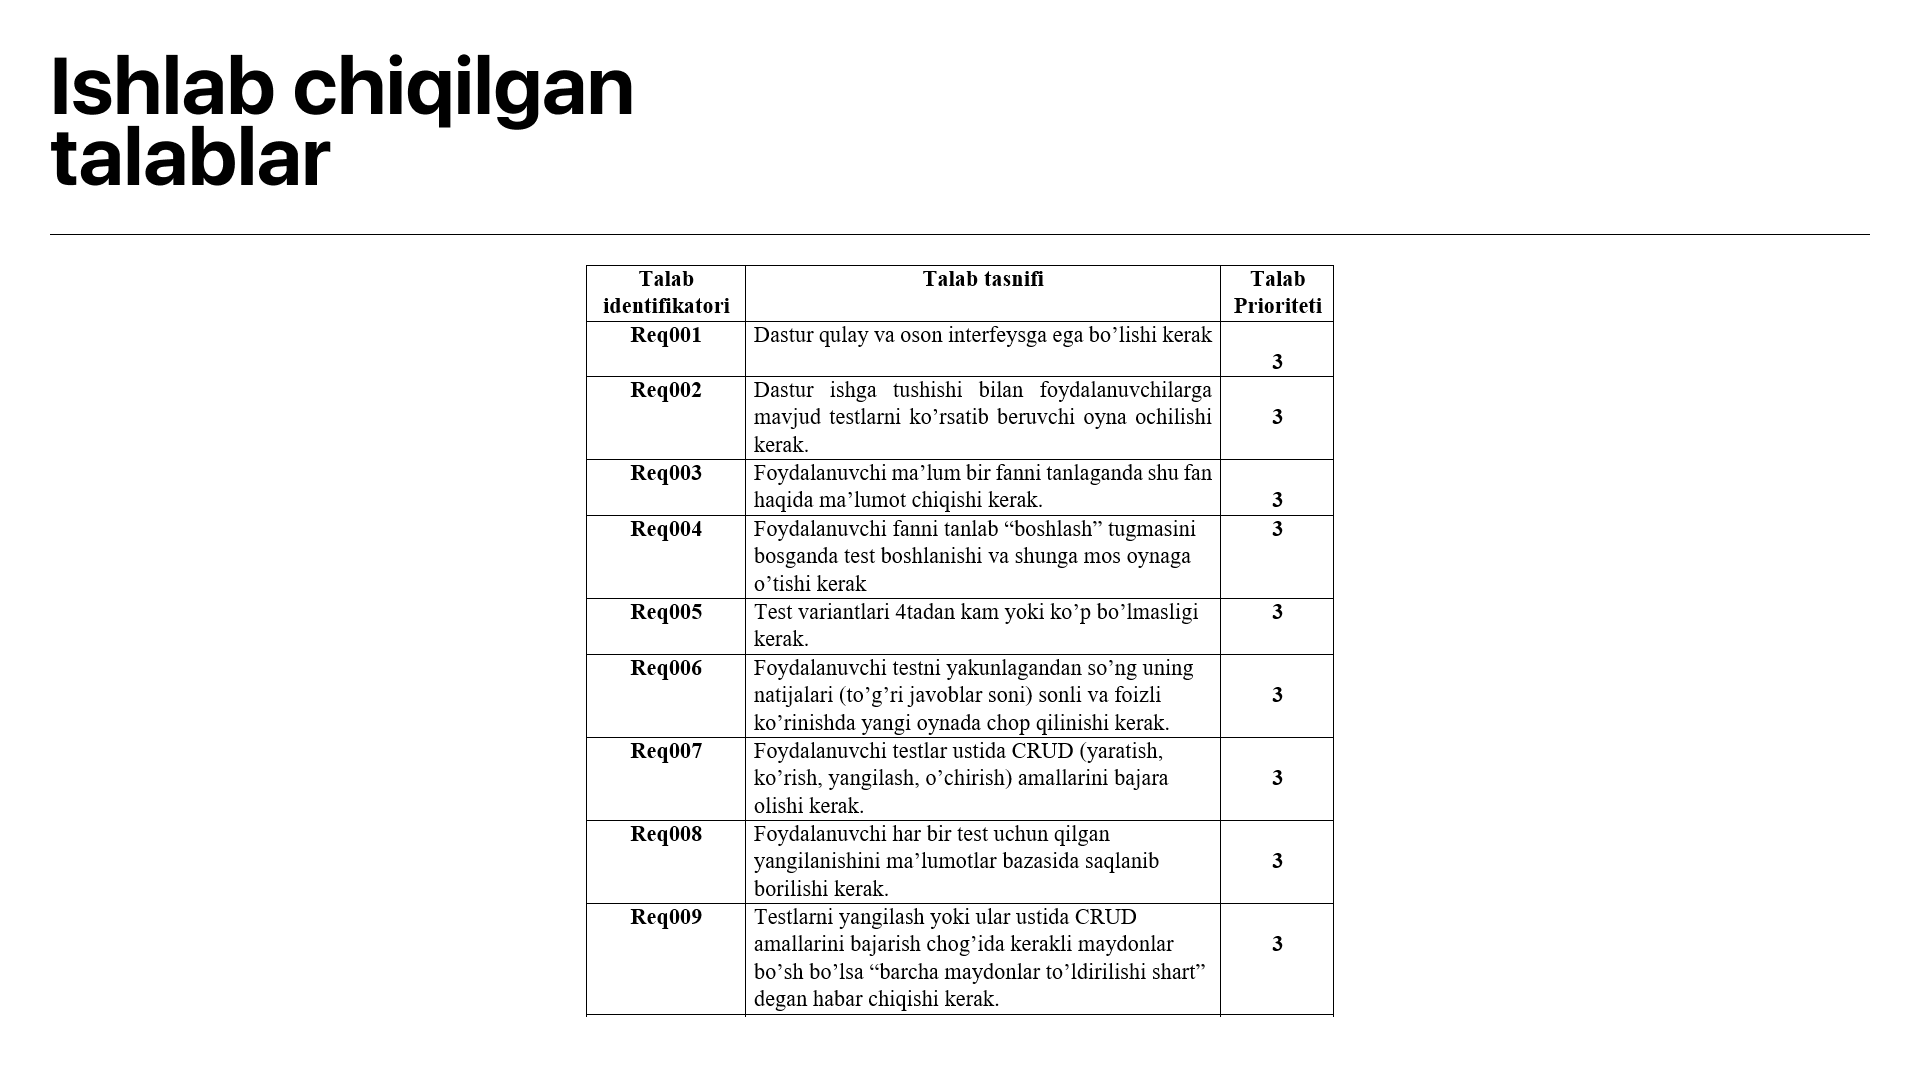 Ishlab chiqilgan
talablar
Talab
identifikatori
Talab tasnifi
Talab
Prioriteti
Req001
Dastur qulay va oson interfeysga ega bo’lishi kerak
3
Req002
Dastur ishga tushishi bilan foydalanuvchilarga
mavjud testlarni ko’rsatib beruvchi oyna ochilishi
kerak.
3
Req003
Foydalanuvchi ma’lum bir fanni tanlaganda shu fan
haqida ma’lumot chiqishi kerak.
3
Req004
Foydalanuvchi fanni tanlab “boshlash” tugmasini
bosganda test boshlanishi va shunga mos oynaga
o’tishi kerak
3
Req005
Test variantlari 4tadan kam yoki ko’p bo’lmasligi
kerak.
3
Req006
Foydalanuvchi testni yakunlagandan so’ng uning
natijalari (to’g’ri javoblar soni) sonli va foizli
ko’rinishda yangi oynada chop qilinishi kerak.
3
Req007
Foydalanuvchi testlar ustida CRUD (yaratish,
ko’rish, yangilash, o’chirish) amallarini bajara
olishi kerak.
3
Req008
Foydalanuvchi har bir test uchun qilgan
yangilanishini ma’lumotlar bazasida saqlanib
borilishi kerak.
3
Req009
Testlarni yangilash yoki ular ustida CRUD
amallarini bajarish chog’ida kerakli maydonlar
bo’sh bo’lsa “barcha maydonlar to’ldirilishi shart”
degan habar chiqishi kerak.
3